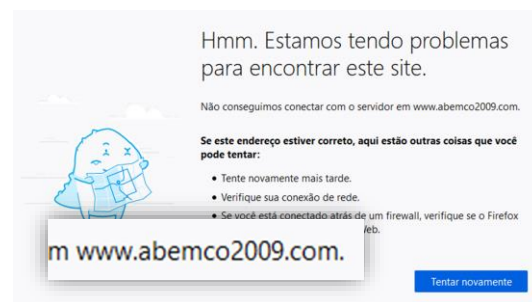 Hmm. Estamos tendo problemas
para encontrar este site.
Não conseguimos conectar com o servidor em www.abemco2009.com.
Se este endereço estiver correto, aqui estão outras coisas que você
pode tentar:
• Tente novamente mais tarde.
• Verifique sua conexão de rede.
• Se você está conectado atrás de um firewall, verifique se o Firefox
Web.
m www.abemco2009.com.
Tentar novamente